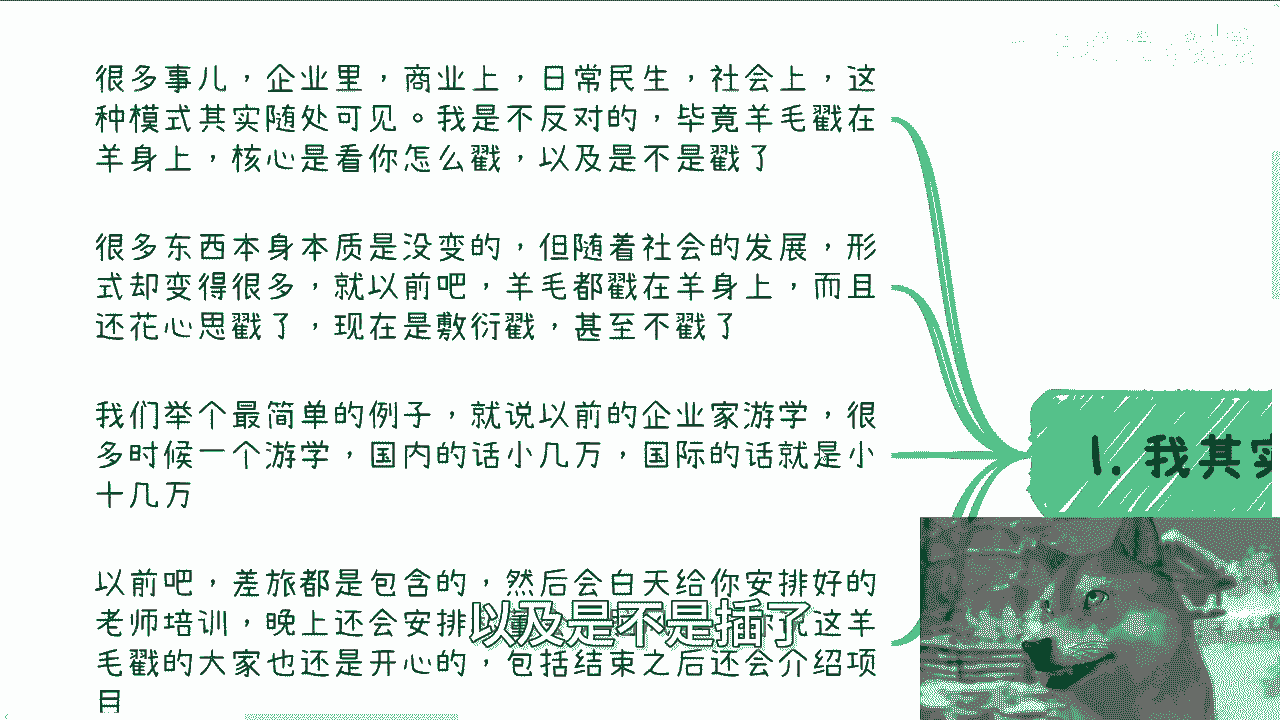 很多事儿，企业里，商业上，日常民生，社会上，这
种模式其实随处可见。我是不反对的，毕竟羊毛戳在
羊身上，核心是看你怎么戳，以及是不是戳了
很多东西本身本质是没变的，但随着社会的发展，形
式却变得很多，就以前吧，羊毛都戳在羊身上，而且
还花心思戳了，现在是敷衍戳，甚至不戳了
我们举个最简单的例子，就说以前的企业家游学，很
多时候一个游学，国内的话小几万，国际的话就是小
十几万
以前吧，差旅都是包含的，然后会白天给你安排好的
老师培训，晚上还会安排
这羊
毛戳的大家也还是开心的，包括结束之后还会介绍项
目
1. 我其实
以及是不是插了